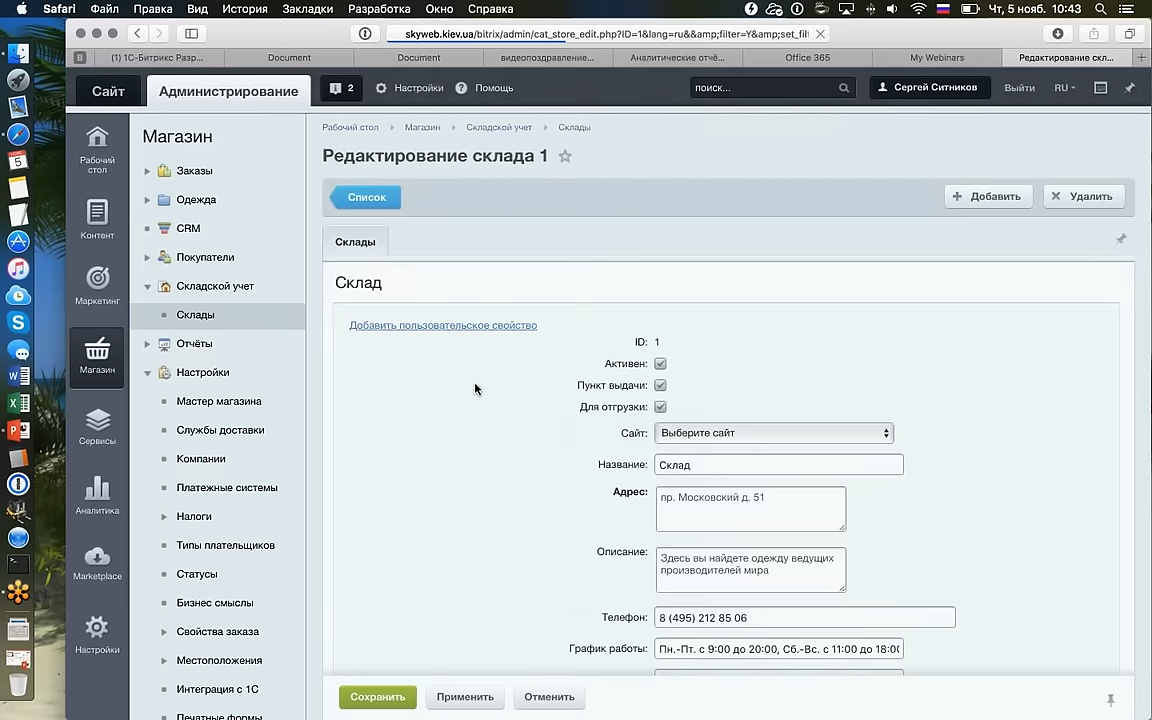 Safari Файл Правка Вид История Закладки Разработка Окно Справка Чт, 5 нояб. 10:43
skyweb.kiev.ua/bitrix/admin/cat_store_edit.php?ID=1&lang=ru&&amp;filter=Y&amp;set_fil
(1) 1С-Битрикс Разр... Document Document видеопоздравление... Аналитические отчё... Office 365 My Webinars Редактирование скл...
Сайт Администрирование 2 Настройки Помощь поиск... Сергей Ситников Выйти RU
Рабочий стол
Контент
Маркетинг
Магазин
Сервисы
Аналитика
Marketplace
Настройки
Магазин
Заказы
Одежда
CRM
Покупатели
Складской учет
Склады
Отчёты
Настройки
Мастер магазина
Службы доставки
Компании
Платежные системы
Налоги
Типы плательщиков
Статусы
Бизнес смыслы
Свойства заказа
Местоположения
Интеграция с 1С
Печатные формы
Рабочий стол Магазин Складской учет Склады
Редактирование склада 1
Список Добавить Удалить
Склады
Склад
Добавить пользовательское свойство
ID: 1
Активен:
Пункт выдачи:
Для отгрузки:
Сайт: Выберите сайт
Название: Склад
Адрес: пр. Московский д. 51
Описание: Здесь вы найдете одежду ведущих
производителей мира
Телефон: 8 (495) 212 85 06
График работы: Пн.-Пт. с 9:00 до 20:00, Сб.-Вс. с 11:00 до 18:00
Сохранить Применить Отменить